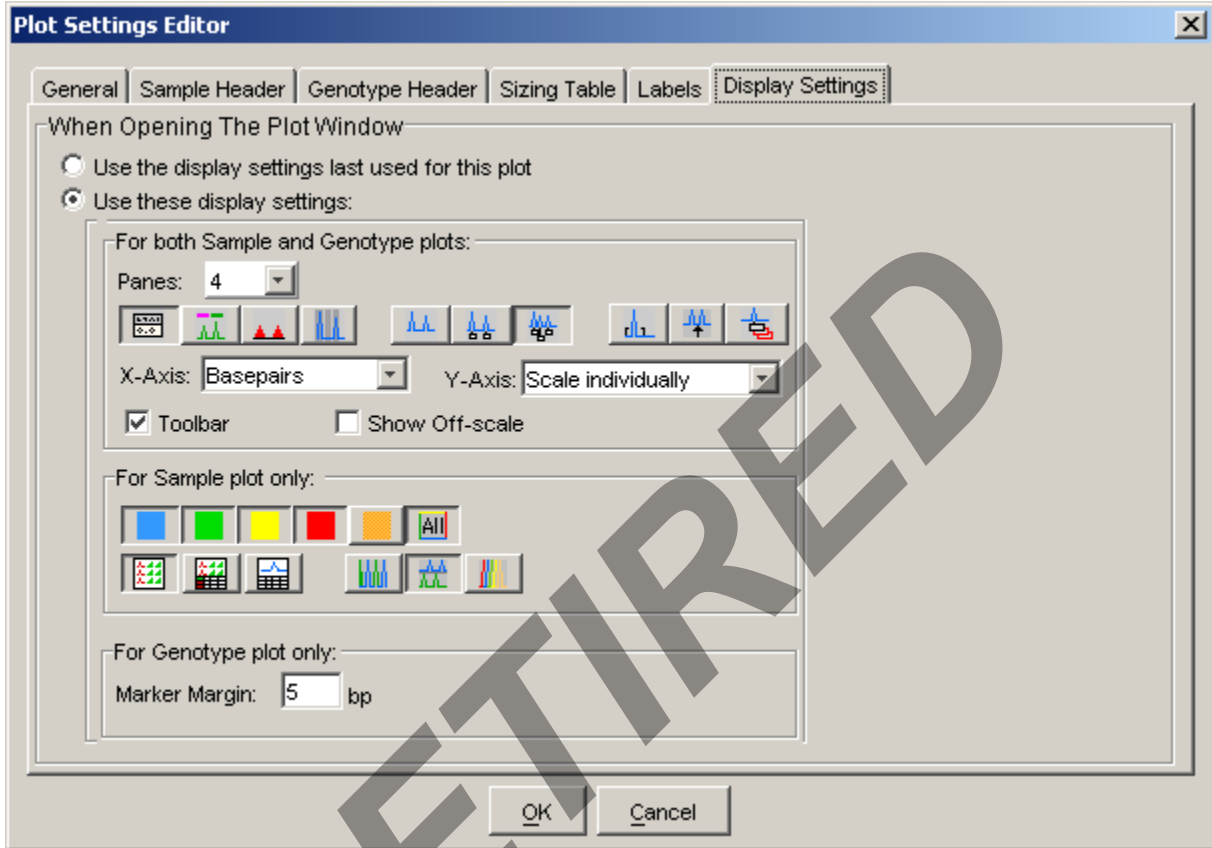 Plot Settings Editor
General Sample Header Genotype Header Sizing Table Labels Display Settings
When Opening The Plot Window
Use the display settings last used for this plot
Use these display settings:
For both Sample and Genotype plots:
Panes: 4
X-Axis: Basepairs Y-Axis: Scale individually
Toolbar Show Off-scale
For Sample plot only:
All
For Genotype plot only:
Marker Margin: 5 bp
OK Cancel
ETIRED